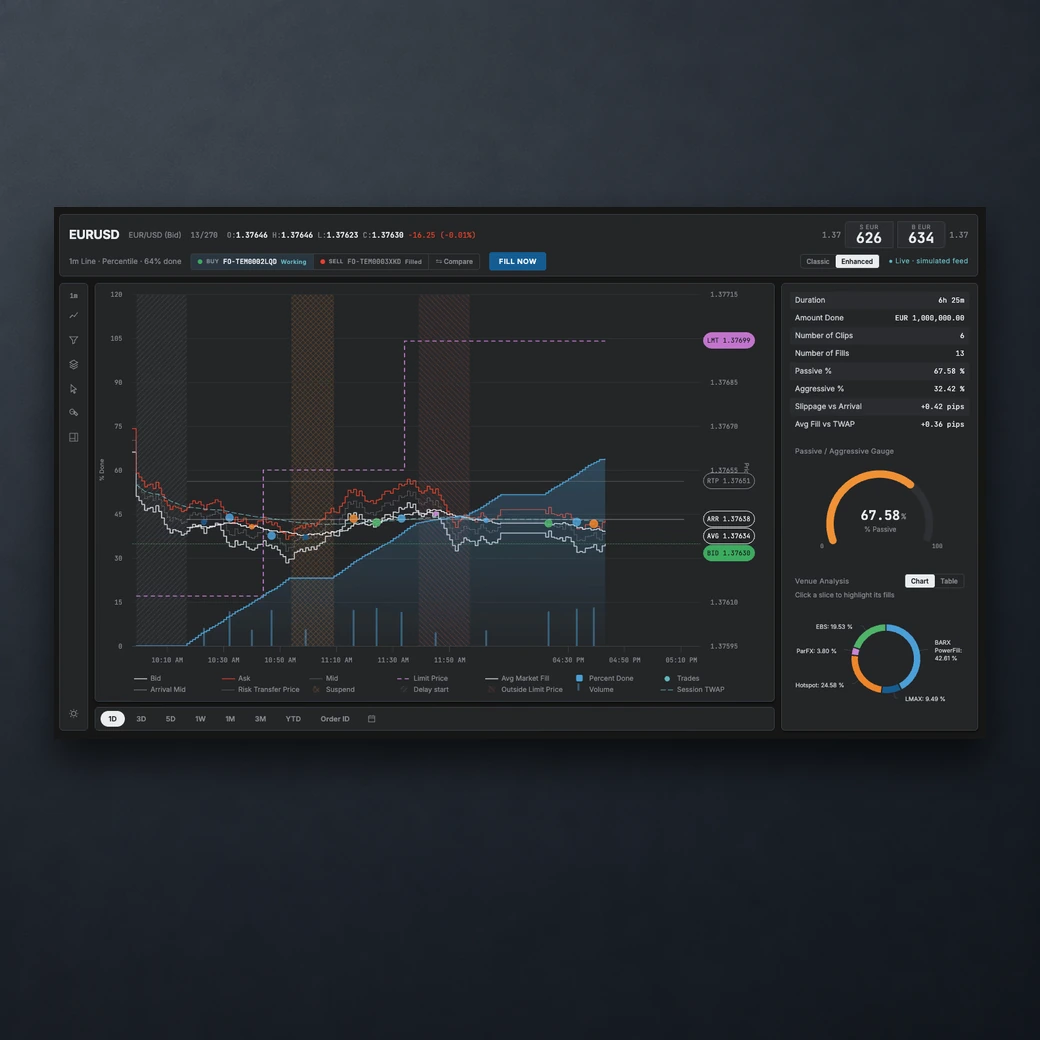 EURUSD EUR/USD (Bid) 13/270 O:1.37646 H:1.37646 L:1.37623 C:1.37630 -16.25 (-0.01%)
1.37 S EUR 626 B EUR 634 1.37
1m Line · Percentile · 64% done BUY FO-TEM0002LQD Working SELL FO-TEM0003XKD Filled Compare FILL NOW
Classic Enhanced Live · simulated feed
1m
120
105
90
75
60
45
30
15
0
% Done
1.37715
LMT 1.37699
1.37685
1.37670
1.37655
RTP 1.37651
ARR 1.37638
AVG 1.37634
BID 1.37630
1.37610
1.37595
10:10 AM 10:30 AM 10:50 AM 11:10 AM 11:30 AM 11:50 AM 04:30 PM 04:50 PM 05:10 PM
Bid Ask Mid Limit Price Avg Market Fill Percent Done Trades
Arrival Mid Risk Transfer Price Suspend Delay start Outside Limit Price Volume Session TWAP
1D 3D 5D 1W 1M 3M YTD Order ID
Duration 6h 25m
Amount Done EUR 1,000,000.00
Number of Clips 6
Number of Fills 13
Passive % 67.58 %
Aggressive % 32.42 %
Slippage vs Arrival +0.42 pips
Avg Fill vs TWAP +0.36 pips
Passive / Aggressive Gauge
67.58%
% Passive
0 100
Venue Analysis Chart Table
Click a slice to highlight its fills
EBS: 19.53 %
ParFX: 3.80 %
BARX
PowerFill:
42.61 %
Hotspot: 24.58 %
LMAX: 9.49 %